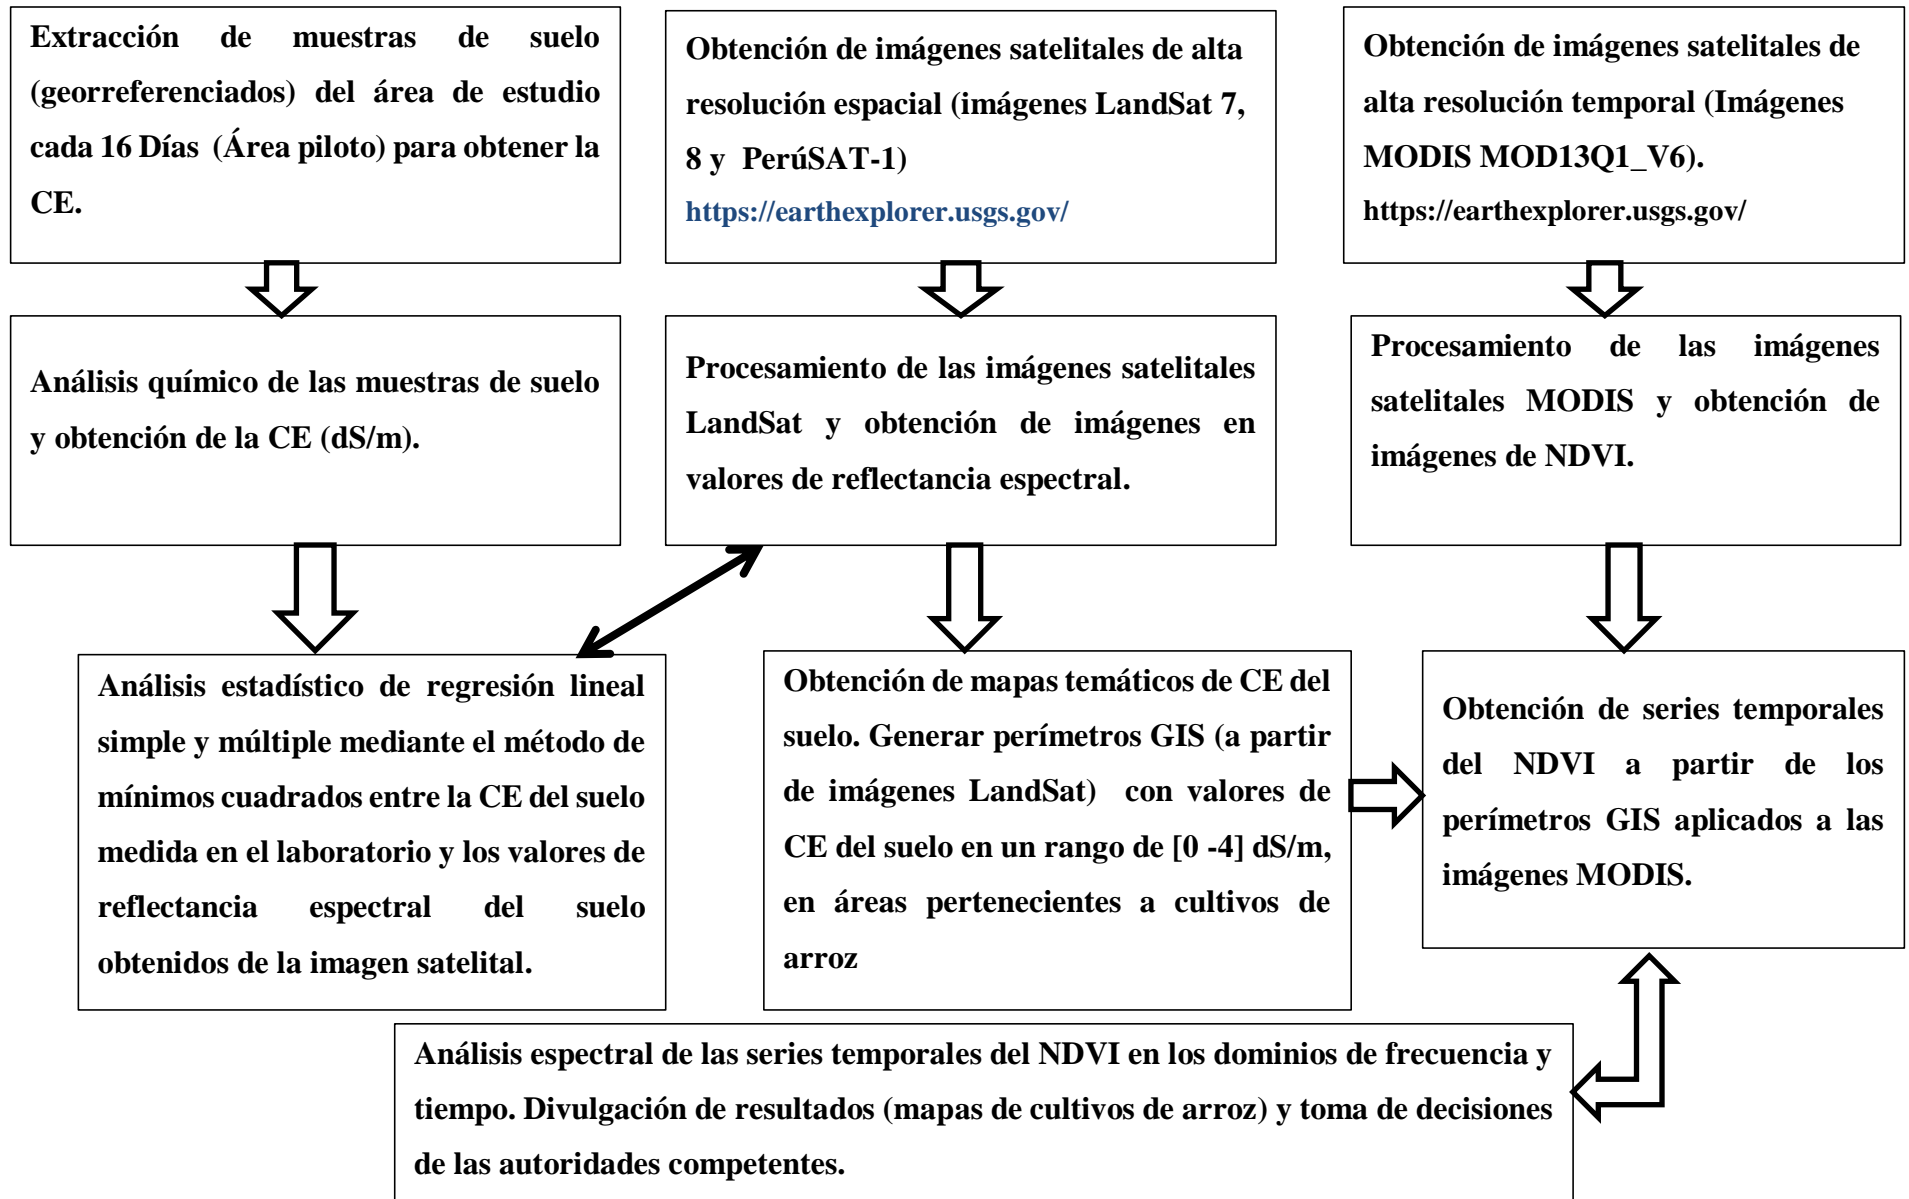 Extracción de muestras de suelo
(georreferenciados) del área de estudio
cada 16 Días (Área piloto) para obtener la
CE.
Obtención de imágenes satelitales de alta
resolución espacial (imágenes LandSat 7,
8 y PerúSAT-1)
https://earthexplorer.usgs.gov/
Obtención de imágenes satelitales de
alta resolución temporal (Imágenes
MODIS MOD13Q1_V6).
https://earthexplorer.usgs.gov/
Análisis químico de las muestras de suelo
y obtención de la CE (dS/m).
Procesamiento de las imágenes satelitales
LandSat y obtención de imágenes en
valores de reflectancia espectral.
Procesamiento de las imágenes
satelitales MODIS y obtención de
imágenes de NDVI.
Análisis estadístico de regresión lineal
simple y múltiple mediante el método de
mínimos cuadrados entre la CE del suelo
medida en el laboratorio y los valores de
reflectancia espectral del suelo
obtenidos de la imagen satelital.
Obtención de mapas temáticos de CE del
suelo. Generar perímetros GIS (a partir
de imágenes LandSat) con valores de
CE del suelo en un rango de [0 -4] dS/m,
en áreas pertenecientes a cultivos de
arroz
Obtención de series temporales
del NDVI a partir de los
perímetros GIS aplicados a las
imágenes MODIS.
Análisis espectral de las series temporales del NDVI en los dominios de frecuencia y
tiempo. Divulgación de resultados (mapas de cultivos de arroz) y toma de decisiones
de las autoridades competentes.